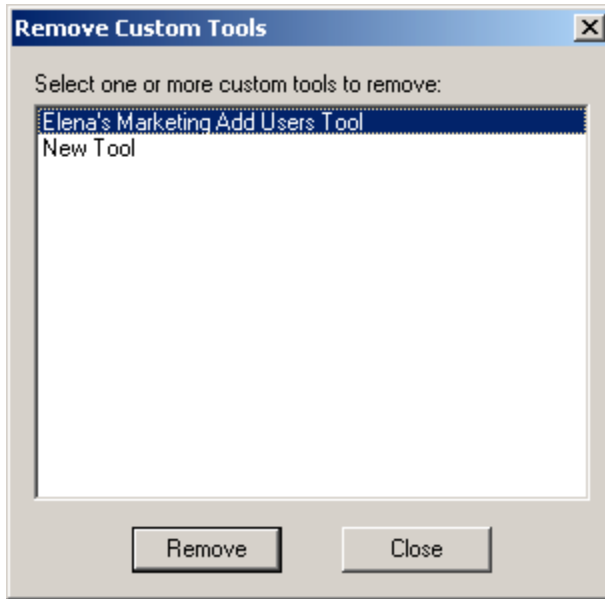 Remove Custom Tools
Select one or more custom tools to remove:
Elena's Marketing Add Users Tool
New Tool
Remove Close